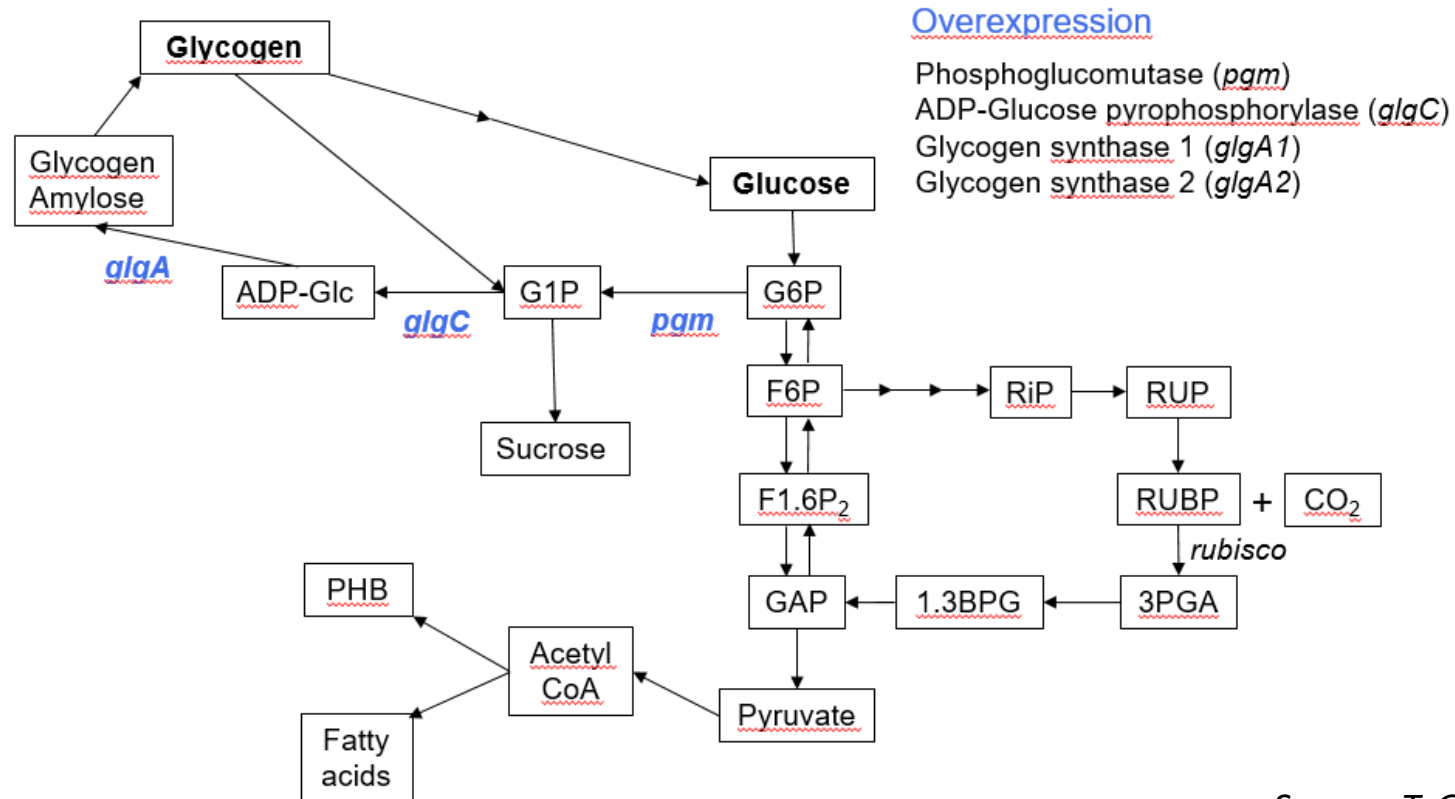 Overexpression
Phosphoglucomutase (pgm)
ADP-Glucose pyrophosphorylase (glgC)
Glycogen synthase 1 (glgA1)
Glycogen synthase 2 (glgA2)
Glycogen
Glycogen
Amylose
Glucose
glgA
ADP-Glc
glgC
G1P
pgm
G6P
Sucrose
F6P
RiP
RUP
F1.6P2
RUBP + CO2
rubisco
GAP
1.3BPG
3PGA
PHB
Acetyl
CoA
Pyruvate
Fatty
acids